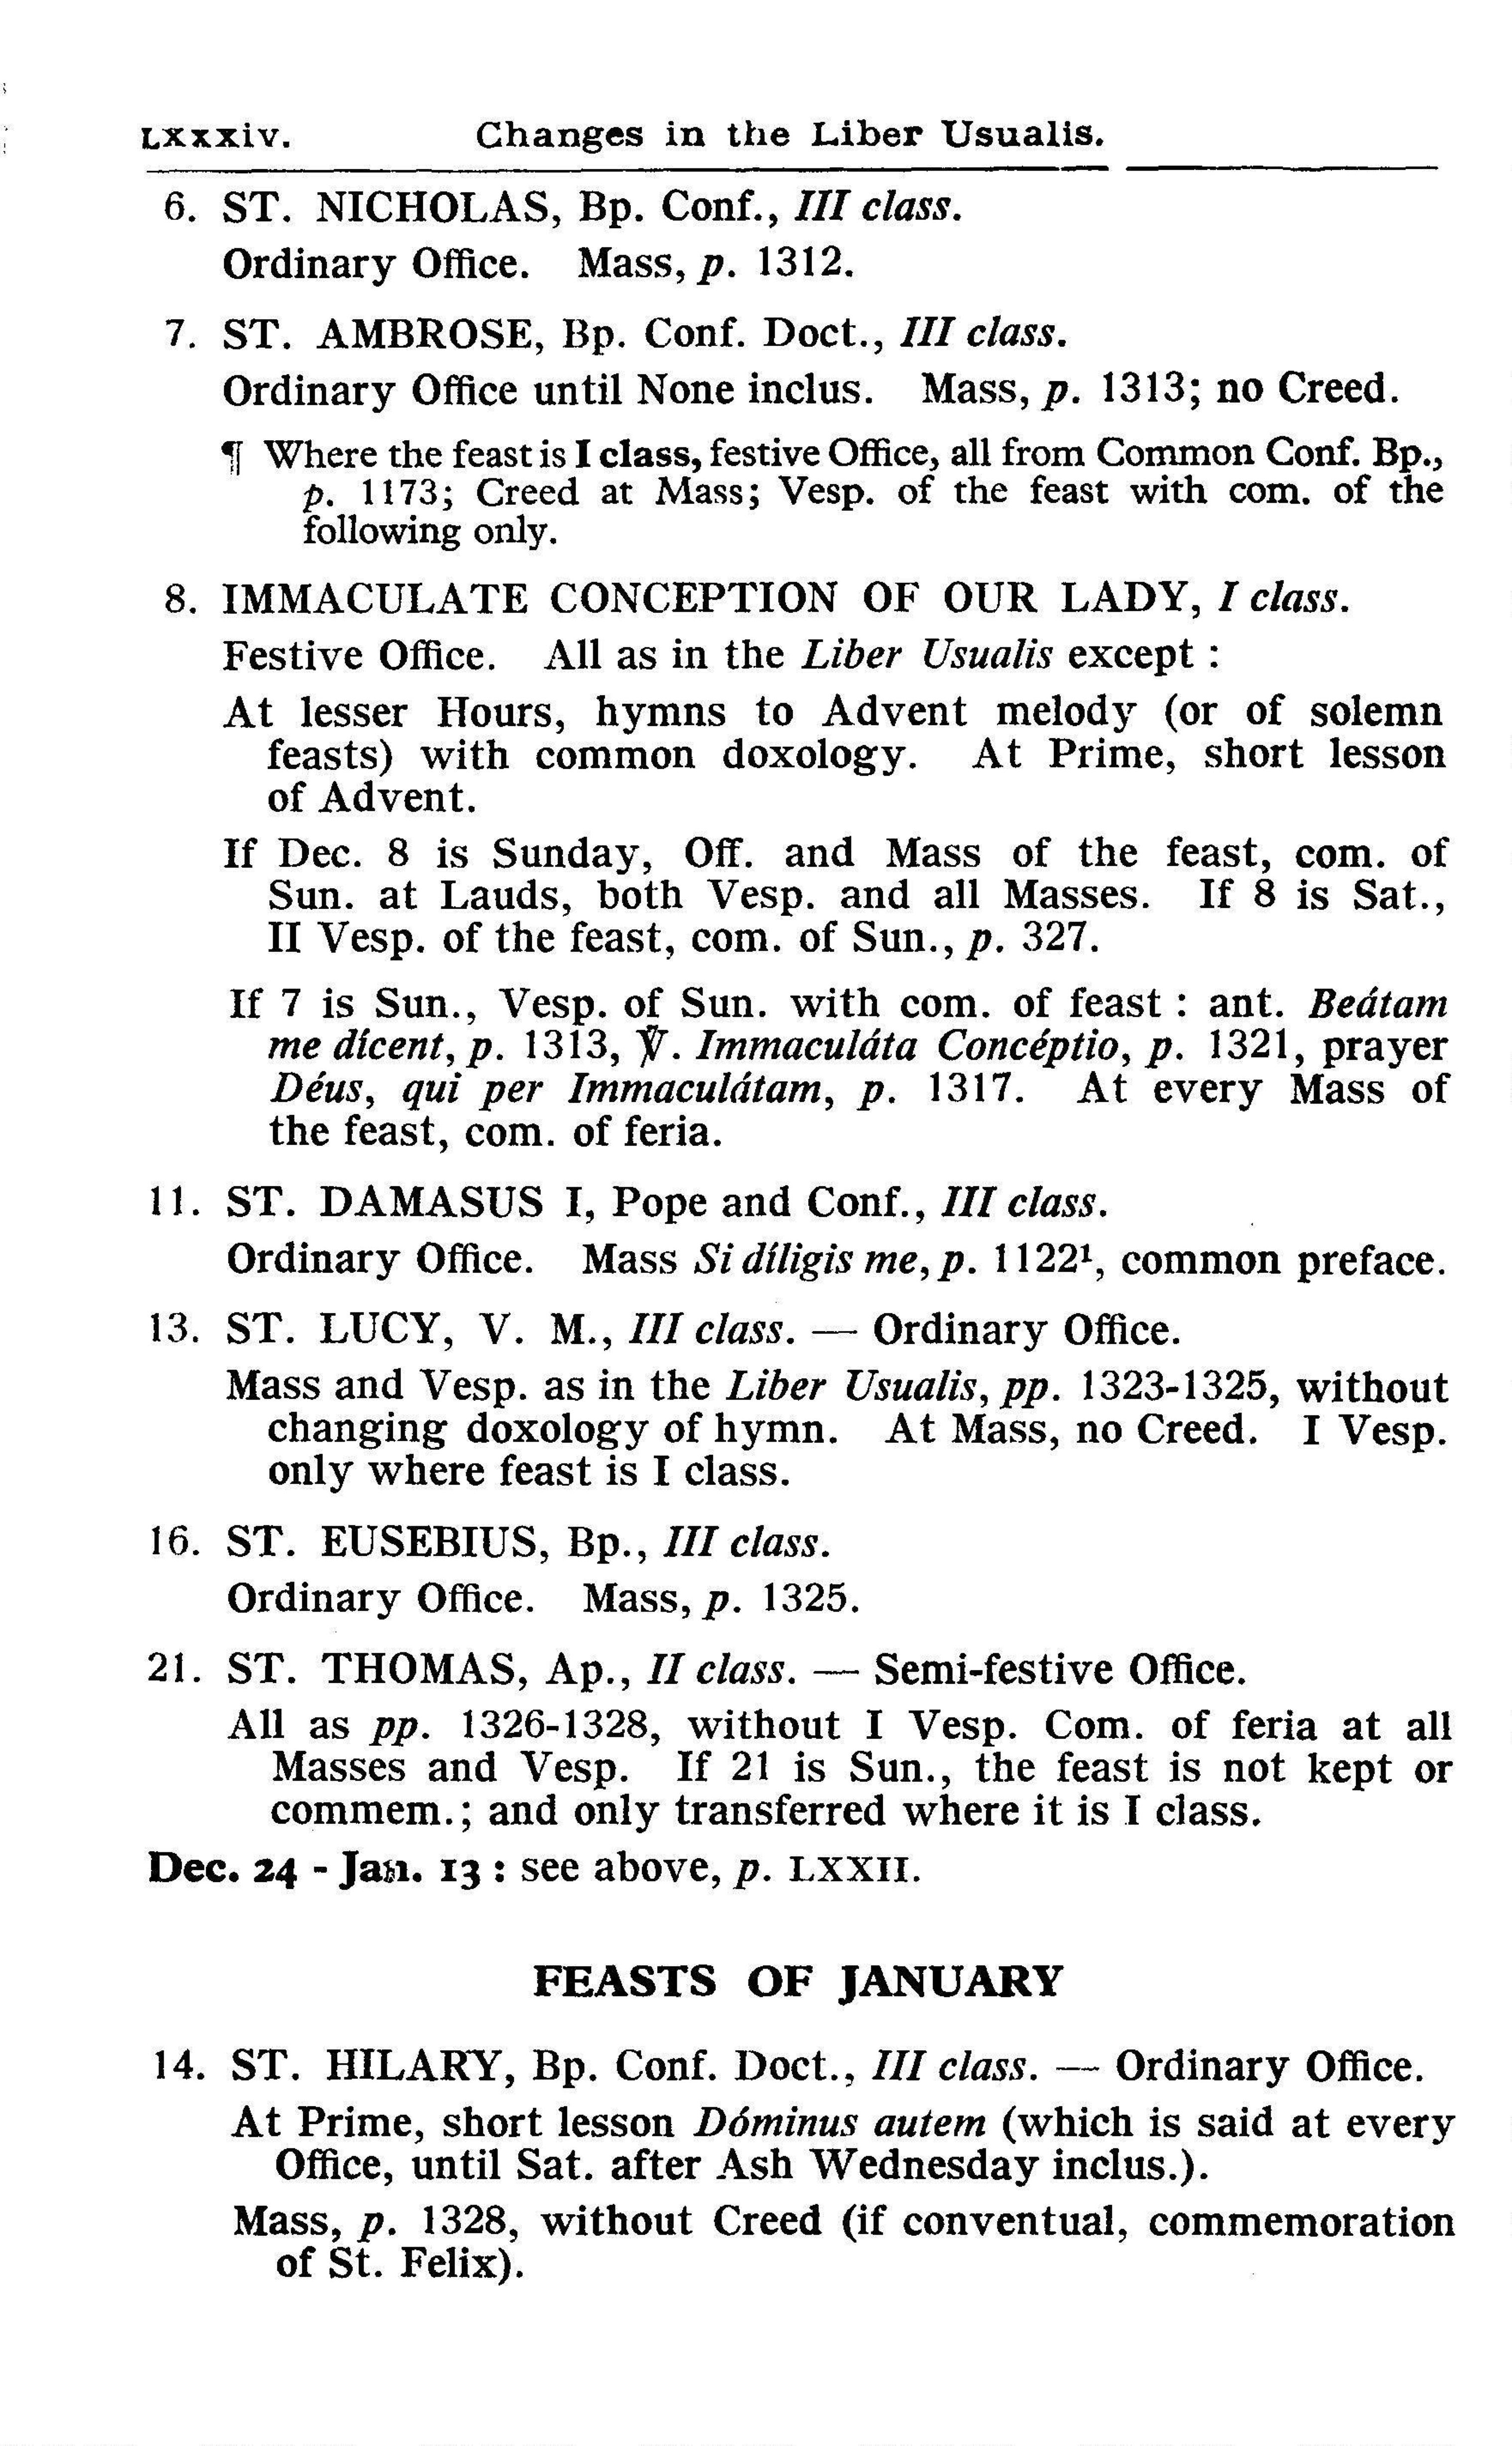 LXXXiv. Changes in the Liber Usualis.
6. ST. NICHOLAS, Bp. Conf., III class.
Ordinary Office. Mass, p. 1312.
7. ST. AMBROSE, Bp. Conf. Doct., III class.
Ordinary Office until None inclus. Mass, p. 1313; no Creed.
¶ Where the feast is I class, festive Office, all from Common Conf. Bp.,
p. 1173; Creed at Mass; Vesp. of the feast with com. of the
following only.
8. IMMACULATE CONCEPTION OF OUR LADY, I class.
Festive Office. All as in the Liber Usualis except :
At lesser Hours, hymns to Advent melody (or of solemn
feasts) with common doxology. At Prime, short lesson
of Advent.
If Dec. 8 is Sunday, Off. and Mass of the feast, com. of
Sun. at Lauds, both Vesp. and all Masses. If 8 is Sat.,
II Vesp. of the feast, com. of Sun., p. 327.
If 7 is Sun., Vesp. of Sun. with com. of feast : ant. Beátam
me dícent, p. 1313, ℣. Immaculáta Concéptio, p. 1321, prayer
Déus, qui per Immaculátam, p. 1317. At every Mass of
the feast, com. of feria.
11. ST. DAMASUS I, Pope and Conf., III class.
Ordinary Office. Mass Si díligis me, p. 1122¹, common preface.
13. ST. LUCY, V. M., III class. — Ordinary Office.
Mass and Vesp. as in the Liber Usualis, pp. 1323-1325, without
changing doxology of hymn. At Mass, no Creed. I Vesp.
only where feast is I class.
16. ST. EUSEBIUS, Bp., III class.
Ordinary Office. Mass, p. 1325.
21. ST. THOMAS, Ap., II class. — Semi-festive Office.
All as pp. 1326-1328, without I Vesp. Com. of feria at all
Masses and Vesp. If 21 is Sun., the feast is not kept or
commem.; and only transferred where it is I class.
Dec. 24 - Jan. 13 : see above, p. LXXII.
FEASTS OF JANUARY
14. ST. HILARY, Bp. Conf. Doct., III class. — Ordinary Office.
At Prime, short lesson Dóminus autem (which is said at every
Office, until Sat. after Ash Wednesday inclus.).
Mass, p. 1328, without Creed (if conventual, commemoration
of St. Felix).